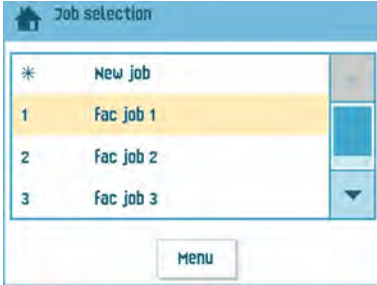 Job selection
* New job
1 Fac job 1
2 Fac job 2
3 Fac job 3
Menu